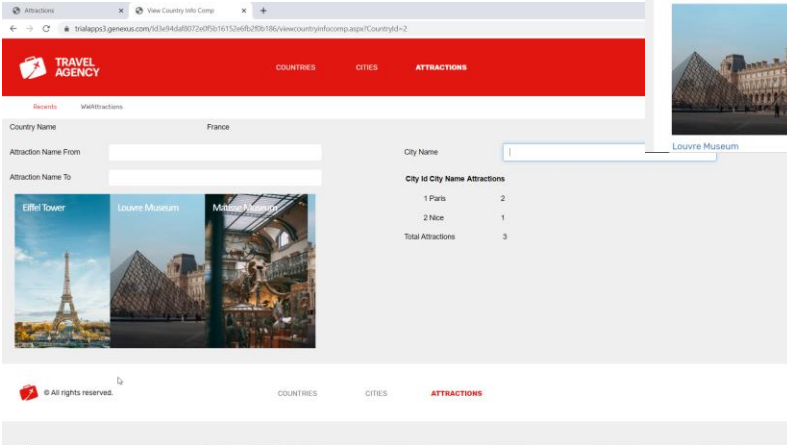 Attractions
View Country Info Comp
trialapps3.genexus.com/Id3e94daf8072e0f5b16152e6fb2f0b186/viewcountryinfocomp.aspx?CountryId=2
TRAVEL AGENCY
COUNTRIES CITIES ATTRACTIONS
Recents WWAttractions
Country Name France
Attraction Name From
Attraction Name To
Eiffel Tower
Louvre Museum
Matisse Museum
City Name
City Id City Name Attractions
1 Paris 2
2 Nice 1
Total Attractions 3
Louvre Museum
© All rights reserved.
COUNTRIES CITIES ATTRACTIONS